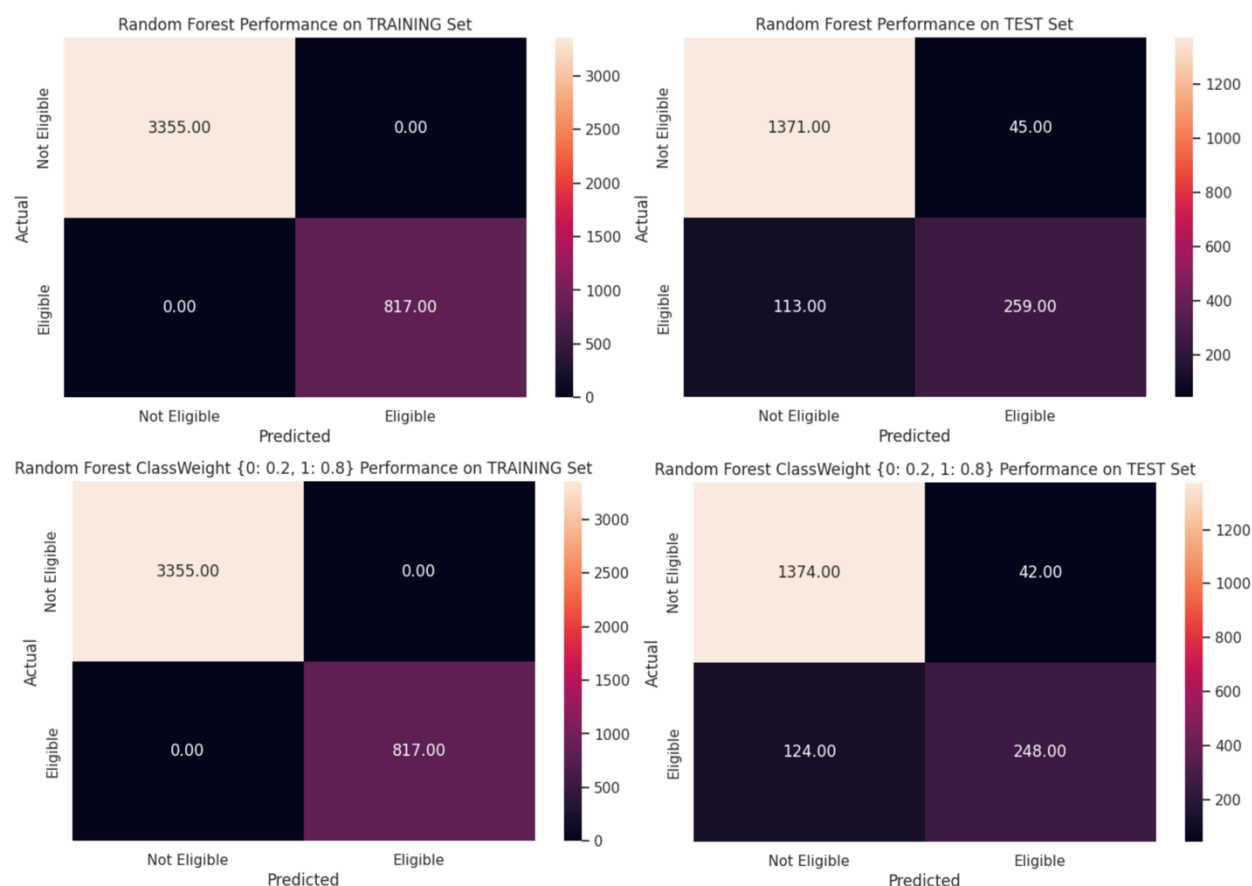 Random Forest Performance on TRAINING Set
Not Eligible
Eligible
Actual
3355.00 0.00
0.00 817.00
Not Eligible Eligible
Predicted
3000
2500
2000
1500
1000
500
0
Random Forest Performance on TEST Set
Not Eligible
Eligible
Actual
1371.00 45.00
113.00 259.00
Not Eligible Eligible
Predicted
1200
1000
800
600
400
200
Random Forest ClassWeight {0: 0.2, 1: 0.8} Performance on TRAINING Set
Not Eligible
Eligible
Actual
3355.00 0.00
0.00 817.00
Not Eligible Eligible
Predicted
3000
2500
2000
1500
1000
500
0
Random Forest ClassWeight {0: 0.2, 1: 0.8} Performance on TEST Set
Not Eligible
Eligible
Actual
1374.00 42.00
124.00 248.00
Not Eligible Eligible
Predicted
1200
1000
800
600
400
200